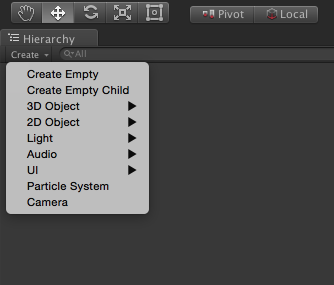 Pivot Local
Hierarchy
Create All
Create Empty
Create Empty Child
3D Object
2D Object
Light
Audio
UI
Particle System
Camera